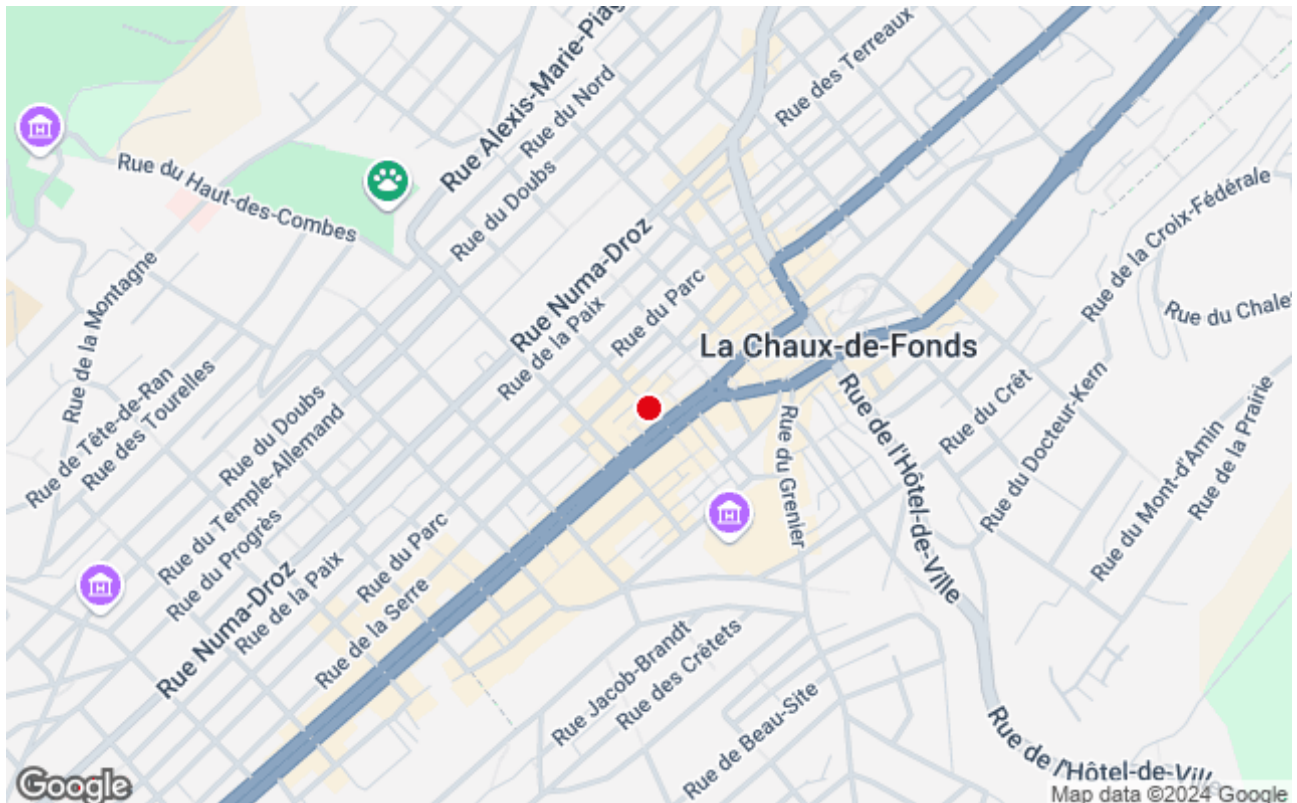 Rue Alexis-Marie-Piag
Rue du Nord
Rue des Terreaux
Rue du Haut-des-Combes
Rue du Doubs
Rue de la Croix-Fédérale
Rue Numa-Droz
Rue de la Montagne
Rue du Parc
Rue de la Paix
Rue du Chalet
La Chaux-de-Fonds
Rue de Tête-de-Ran
Rue des Tourelles
Rue du Doubs
Rue du Temple-Allemand
Rue du Progrès
Rue du Grenier
Rue de l'Hôtel-de-Ville
Rue du Crêt
Rue du Docteur-Kern
Rue du Mont-d'Amin
Rue de la Prairie
Rue Numa-Droz
Rue de la Paix
Rue du Parc
Rue de la Serre
Rue Jacob-Brandt
Rue des Crêtets
Rue de Beau-Site
Rue de l'Hôtel-de-Vill
Google
Map data ©2024 Google